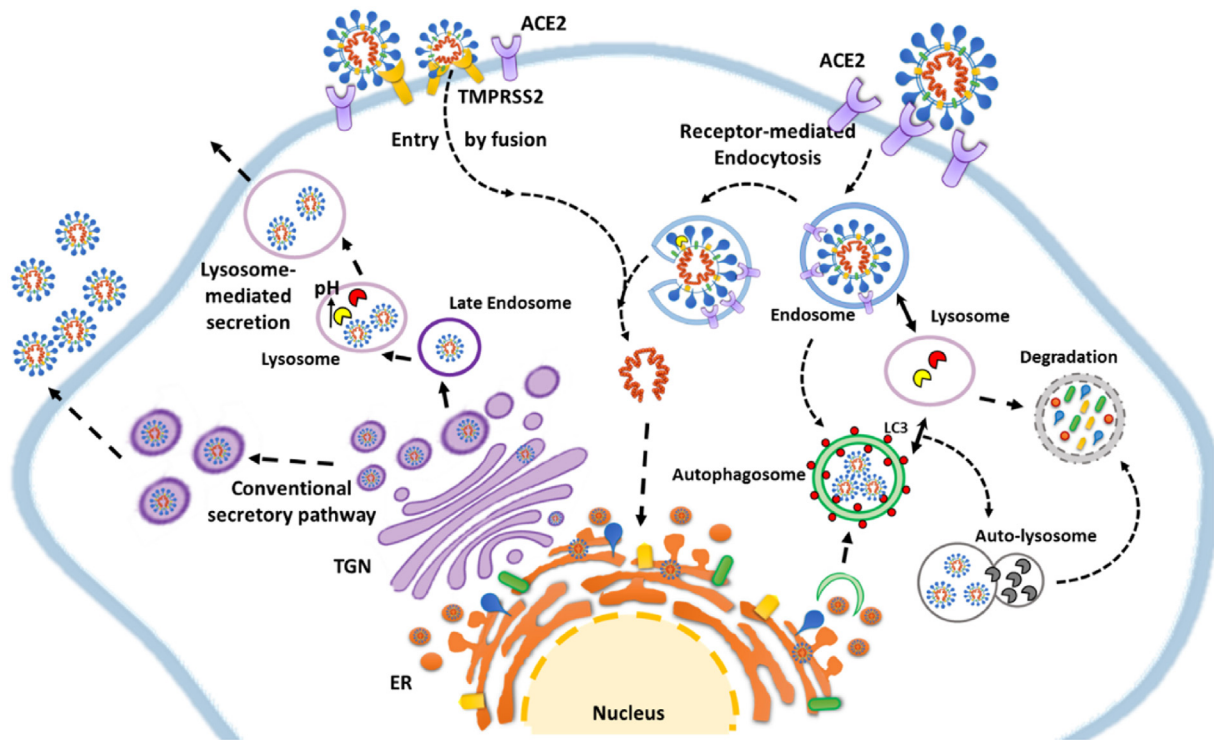 ACE2
ACE2
TMPRSS2
Entry by fusion
Receptor-mediated
Endocytosis
Lysosome-
mediated
secretion
pH
Lysosome
Late Endosome
Endosome
Lysosome
Degradation
LC3
Autophagosome
Auto-lysosome
Conventional
secretory pathway
TGN
ER
Nucleus